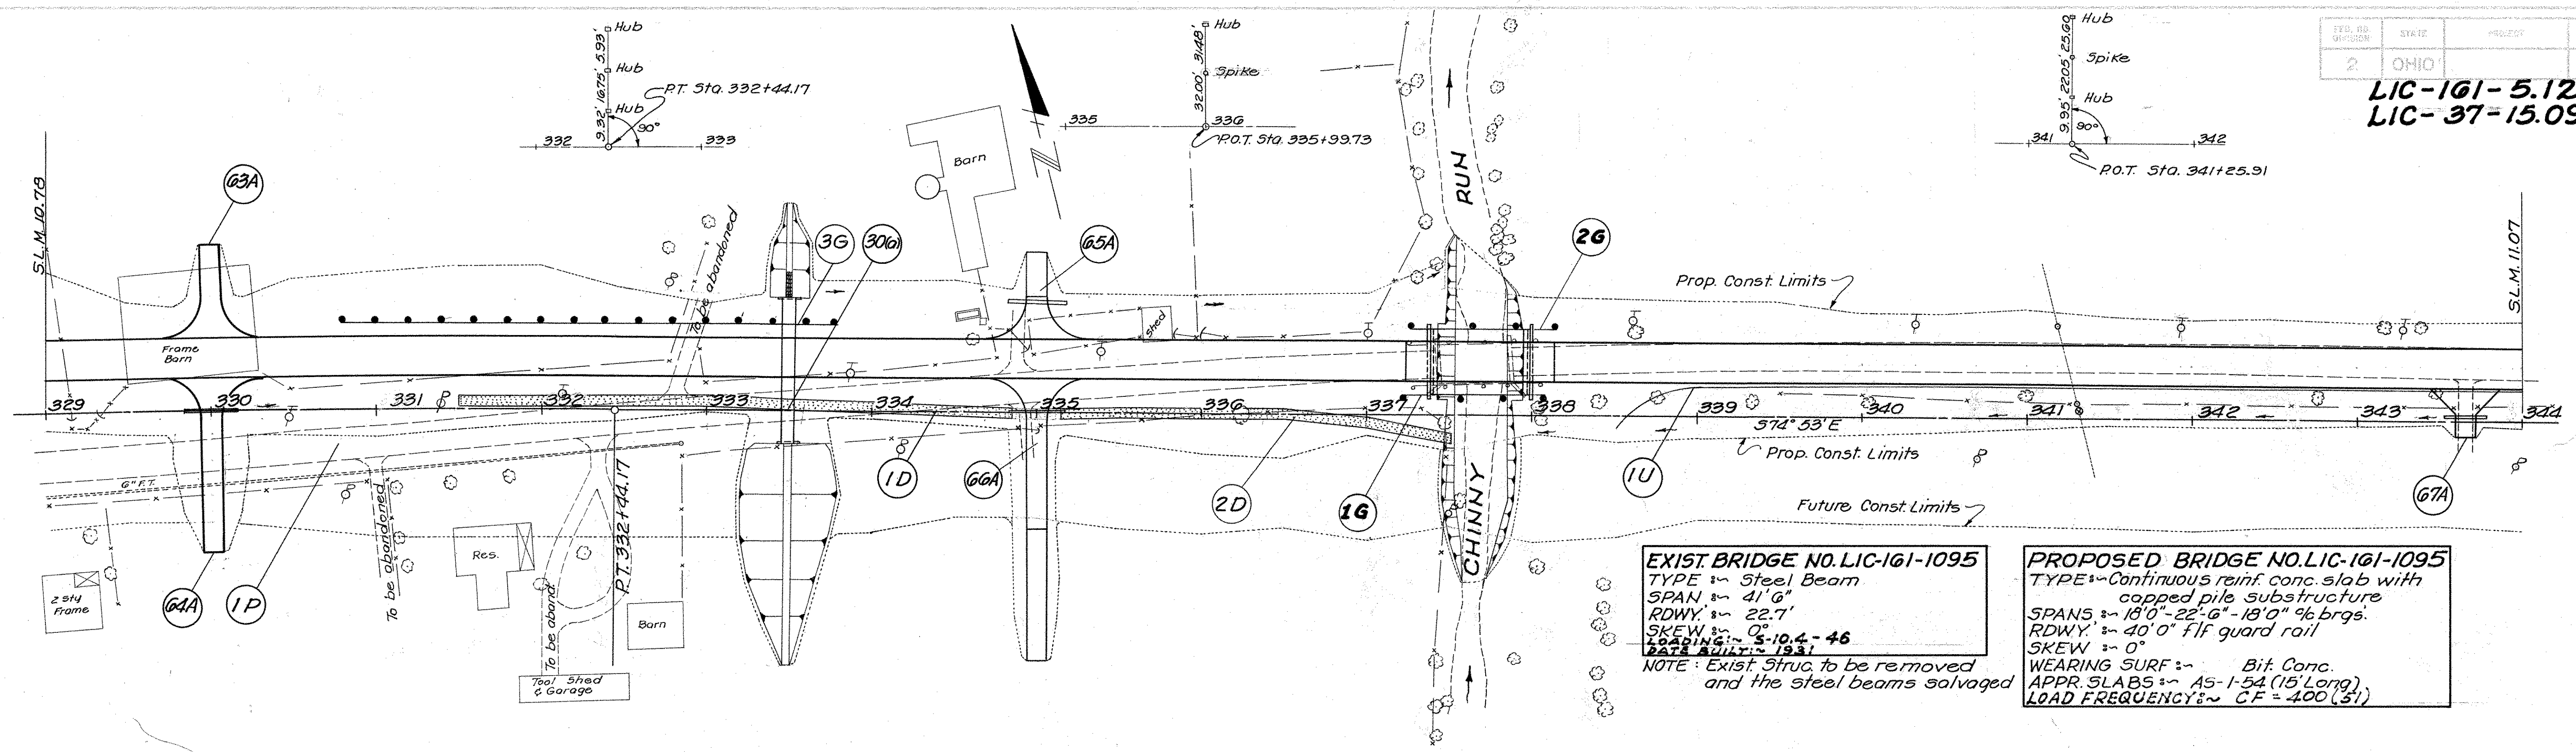 FED. RD. DIVISION
STATE
PROJECT
2
OHIO
LIC-161-5.12
LIC-37-15.09
Hub
5.93'
Hub
16.75'
Hub
9.32'
90°
P.T. Sta. 332+44.17
332
333
Hub
31.48'
Spike
32.00'
335
336
P.O.T. Sta. 335+99.73
Hub
25.60
Spike
22.05'
Hub
9.95'
90°
341
342
P.O.T. Sta. 341+25.91
S.L.M. 10.78
S.L.M. 11.07
63A
Barn
To be abandoned
3G
30(a)
65A
RUN
2G
Prop. Const. Limits
Shed
Frame
Barn
329
330
331
332
333
334
335
336
337
338
339
340
341
342
343
344
S74° 53'E
Prop. Const. Limits
6" F.T.
1D
66A
2D
1G
1U
67A
Future Const. Limits
CHINNY
To be abandoned
P.T. 332+44.17
Res.
2 Sty
Frame
64A
1P
To be aband.
Barn
Tool Shed
& Garage
EXIST. BRIDGE NO. LIC-161-1095
TYPE :~ Steel Beam
SPAN :~ 41'6"
RDWY. :~ 22.7'
SKEW :~ 0°
LOADING :~ S-10.4-46
DATE BUILT :~ 1931
NOTE : Exist. Struc. to be removed
and the steel beams salvaged
PROPOSED BRIDGE NO. LIC-161-1095
TYPE :~ Continuous reinf. conc. slab with
capped pile substructure
SPANS :~ 18'0"-22'-6"-18'0" c/c brgs.
RDWY. :~ 40'0" f/f guard rail
SKEW :~ 0°
WEARING SURF :~ Bit. Conc.
APPR. SLABS :~ AS-1-54 (15' Long)
LOAD FREQUENCY :~ CF = 400 (51)